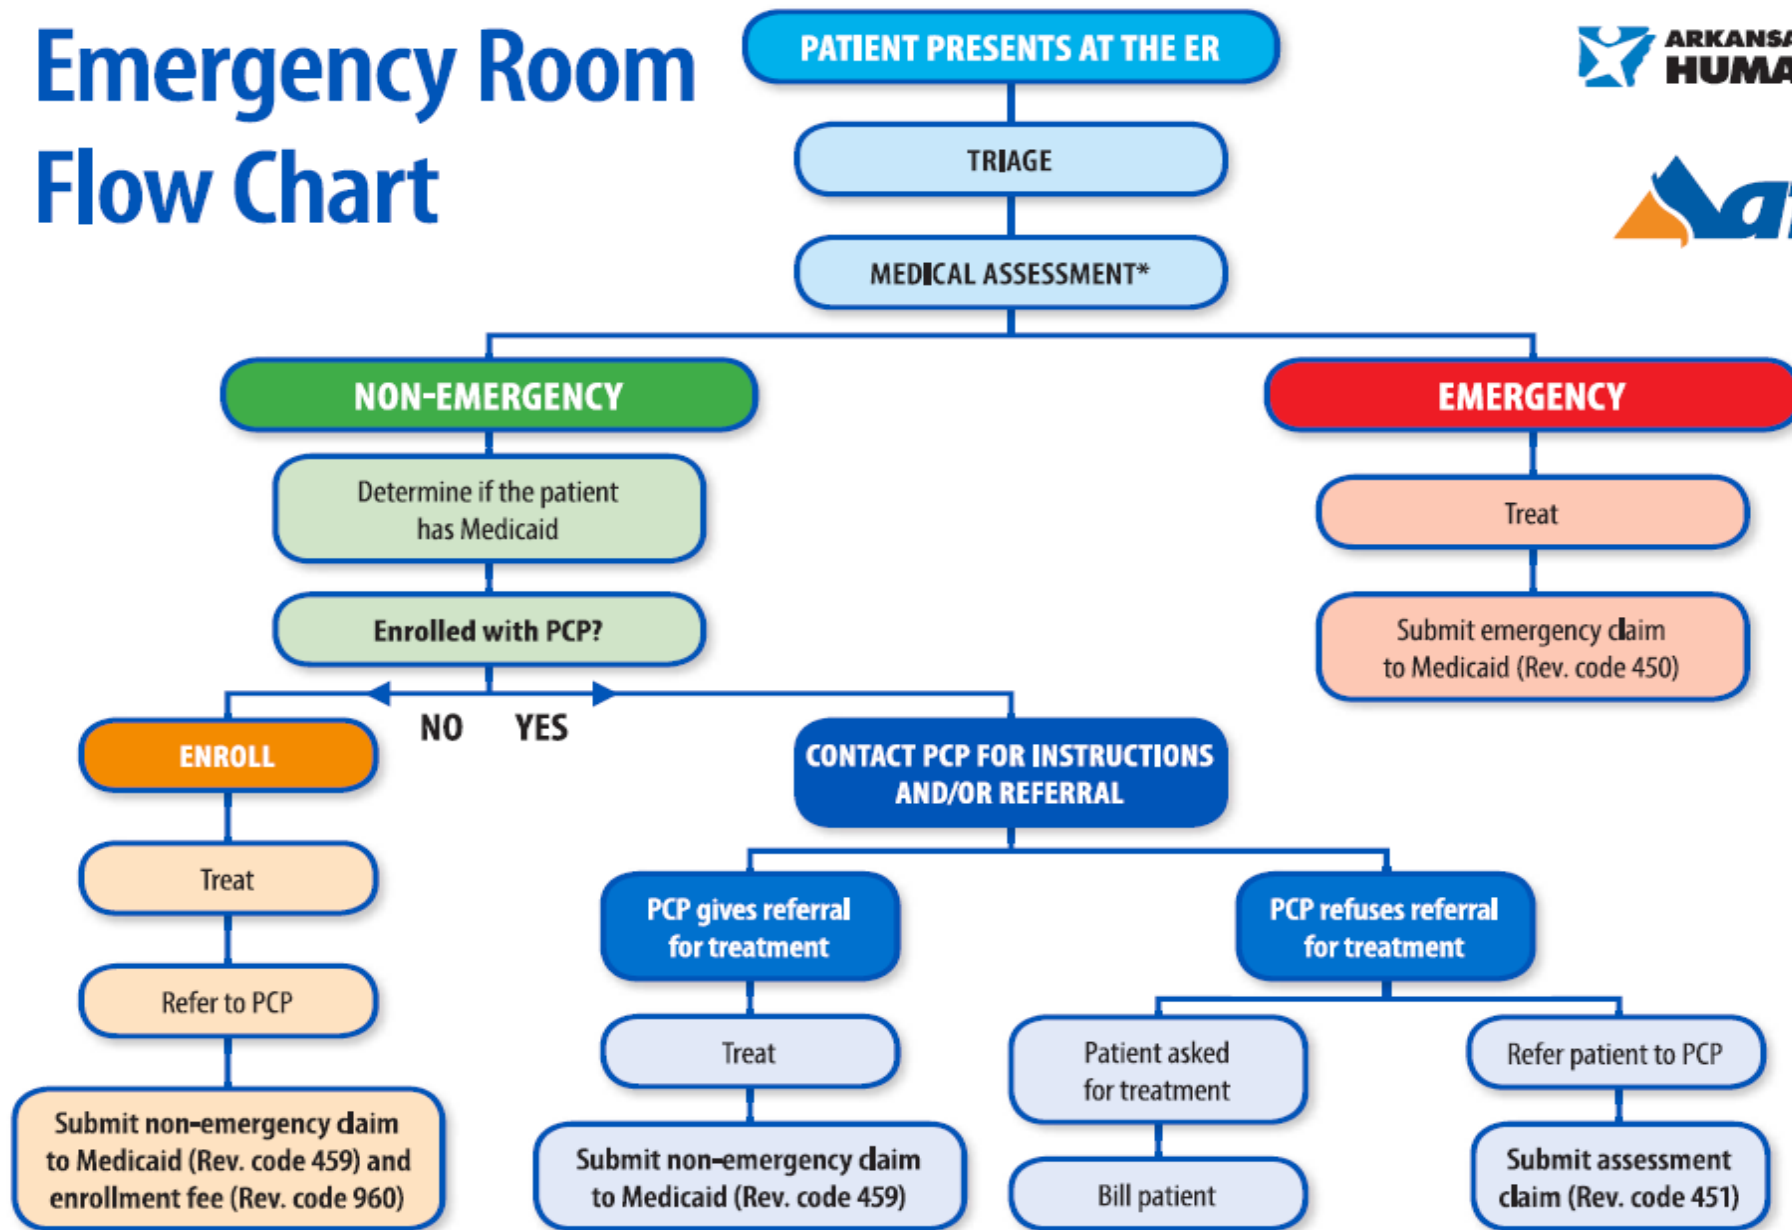 Emergency Room
Flow Chart
PATIENT PRESENTS AT THE ER
ARKANSA
HUMA
TRIAGE
MEDICAL ASSESSMENT*
NON-EMERGENCY
EMERGENCY
Determine if the patient
has Medicaid
Treat
Enrolled with PCP?
Submit emergency claim
to Medicaid (Rev. code 450)
NO YES
ENROLL
CONTACT PCP FOR INSTRUCTIONS
AND/OR REFERRAL
Treat
PCP gives referral
for treatment
PCP refuses referral
for treatment
Refer to PCP
Treat
Patient asked
for treatment
Refer patient to PCP
Submit non-emergency claim
to Medicaid (Rev. code 459) and
enrollment fee (Rev. code 960)
Submit non-emergency claim
to Medicaid (Rev. code 459)
Bill patient
Submit assessment
claim (Rev. code 451)